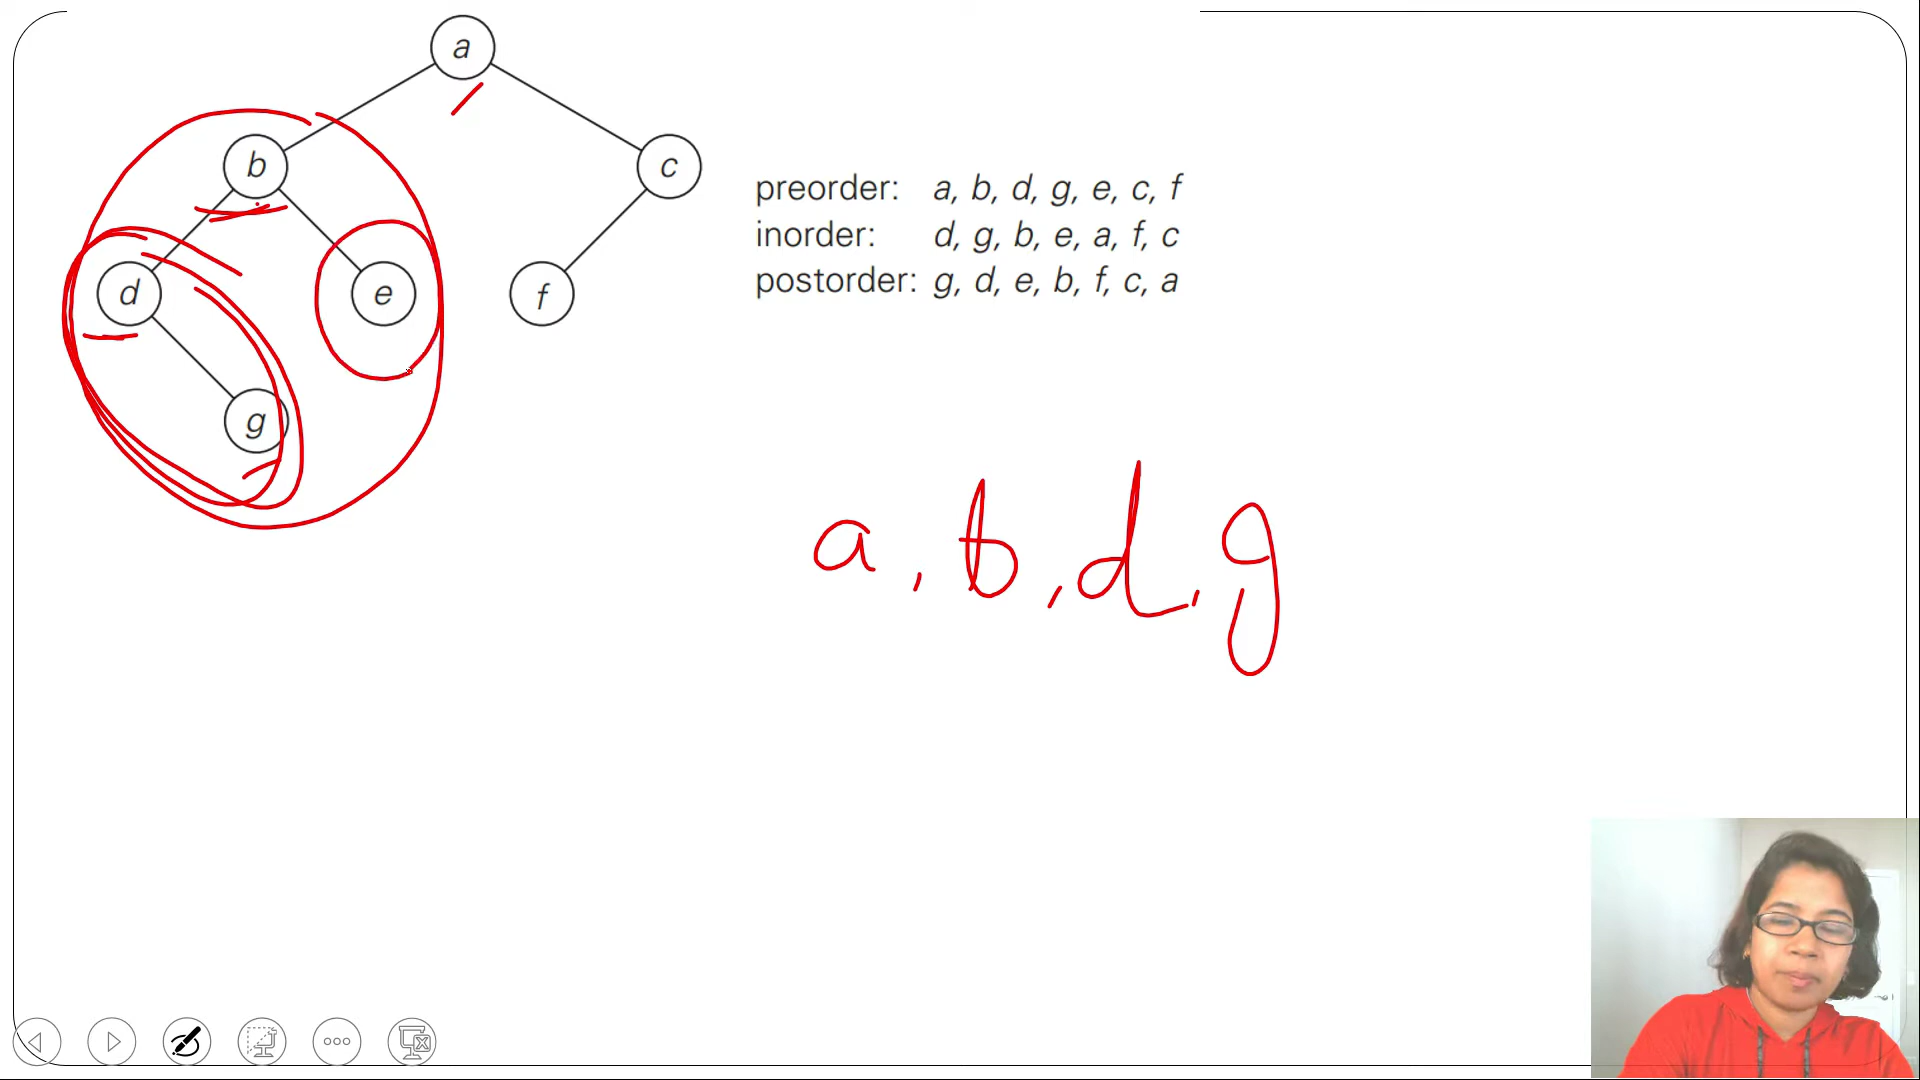 a
b
c
d
e
f
g
preorder: a, b, d, g, e, c, f
inorder: d, g, b, e, a, f, c
postorder: g, d, e, b, f, c, a
a, b, d, g